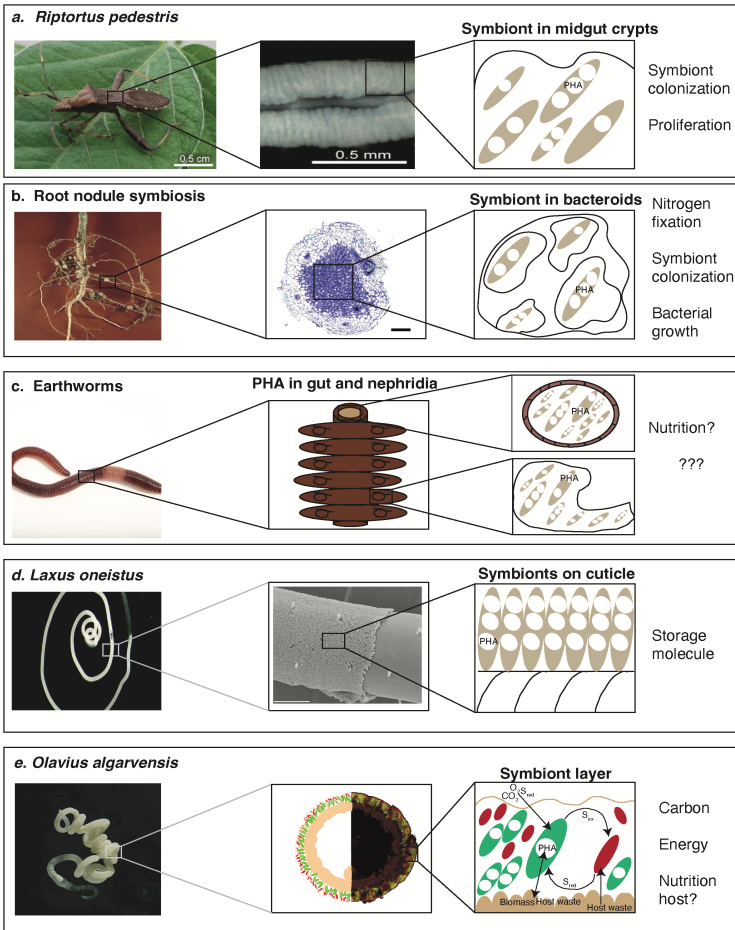 a. Riptortus pedestris
Symbiont in midgut crypts
PHA
Symbiont
colonization
Proliferation
0.5 cm
0.5 mm
b. Root nodule symbiosis
Symbiont in bacteroids
PHA
Nitrogen
fixation
Symbiont
colonization
Bacterial
growth
c. Earthworms
PHA in gut and nephridia
PHA
PHA
Nutrition?
???
d. Laxus oneistus
Symbionts on cuticle
PHA
Storage
molecule
e. Olavius algarvensis
Symbiont layer
O2 Sred
CO2
Sox
PHA
Sred
Biomass Host waste
Host waste
Carbon
Energy
Nutrition
host?